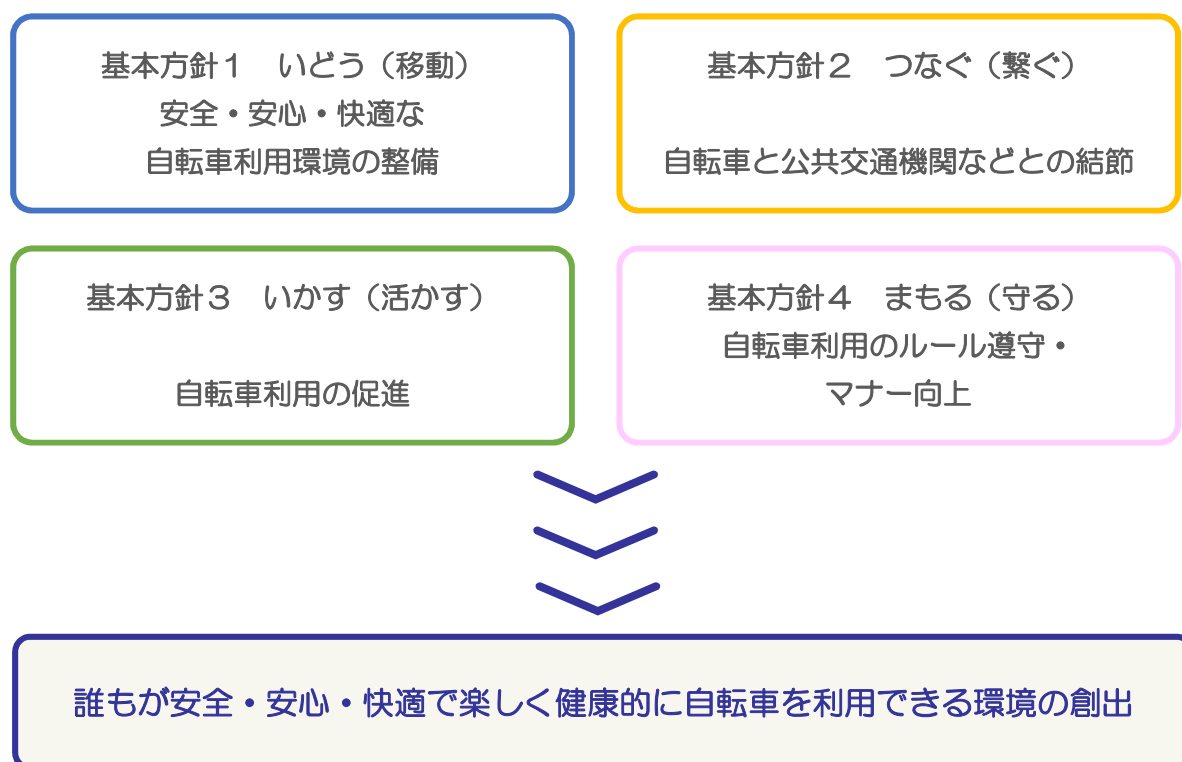 基本方針１　いどう（移動）
安全・安心・快適な
自転車利用環境の整備
基本方針２　つなぐ（繋ぐ）
自転車と公共交通機関などとの結節
基本方針３　いかす（活かす）
自転車利用の促進
基本方針４　まもる（守る）
自転車利用のルール遵守・
マナー向上
誰もが安全・安心・快適で楽しく健康的に自転車を利用できる環境の創出